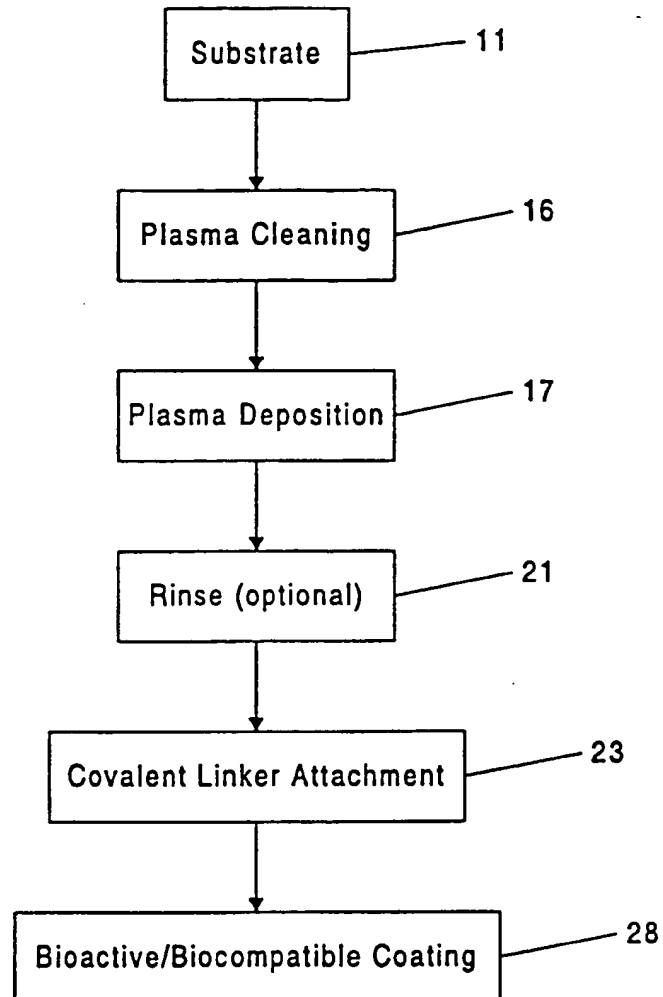 Substrate
11
Plasma Cleaning
16
Plasma Deposition
17
Rinse (optional)
21
Covalent Linker Attachment
23
Bioactive/Biocompatible Coating
28